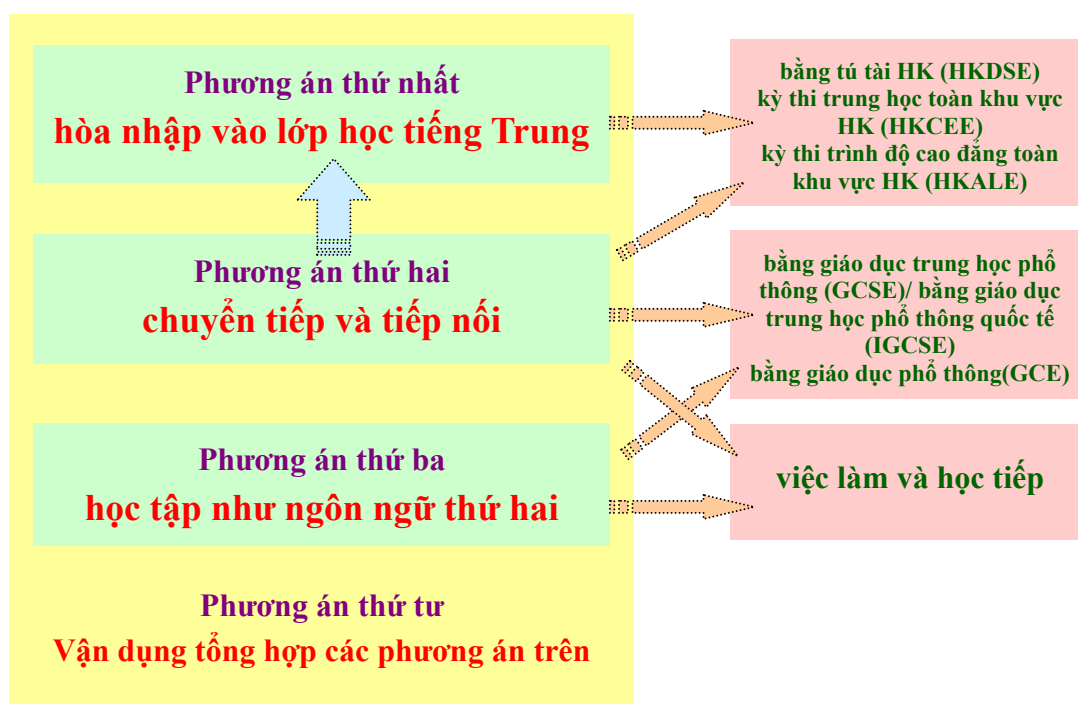 Phương án thứ nhất
hòa nhập vào lớp học tiếng Trung
Phương án thứ hai
chuyển tiếp và tiếp nối
Phương án thứ ba
học tập như ngôn ngữ thứ hai
Phương án thứ tư
Vận dụng tổng hợp các phương án trên
bằng tú tài HK (HKDSE)
kỳ thi trung học toàn khu vực
HK (HKCEE)
kỳ thi trình độ cao đẳng toàn
khu vực HK (HKALE)
bằng giáo dục trung học phổ
thông (GCSE)/ bằng giáo dục
trung học phổ thông quốc tế
(IGCSE)
bằng giáo dục phổ thông(GCE)
việc làm và học tiếp